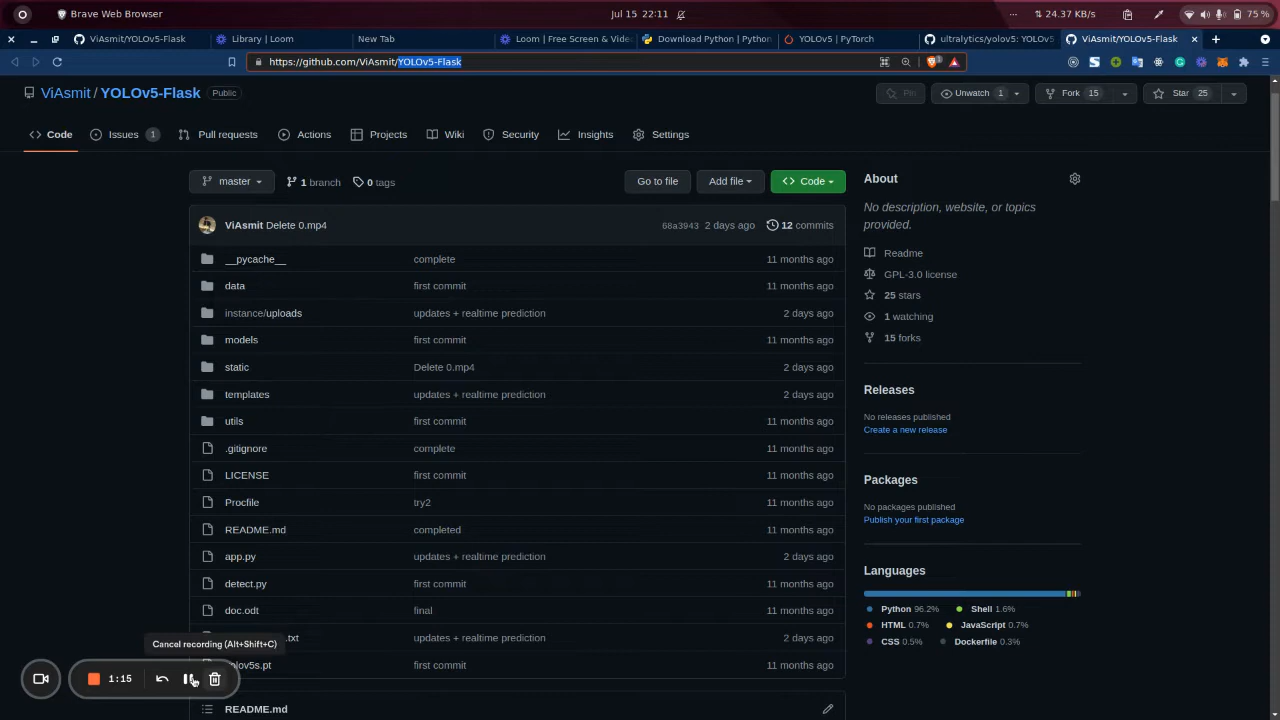 Brave Web Browser
Jul 15 22:11
24.37 KB/s
75 %
ViAsmit/YOLOv5-Flask
Library | Loom
New Tab
Loom | Free Screen & Vide
Download Python | Python
YOLOv5 | PyTorch
ultralytics/yolov5: YOLOv5
ViAsmit/YOLOv5-Flask
https://github.com/ViAsmit/YOLOv5-Flask
1
ViAsmit / YOLOv5-Flask
Public
Pin
Unwatch 1
Fork 15
Star 25
Code
Issues 1
Pull requests
Actions
Projects
Wiki
Security
Insights
Settings
master
1 branch
0 tags
Go to file
Add file
Code
ViAsmit Delete 0.mp4
68a3943 2 days ago
12 commits
__pycache__ complete 11 months ago
data first commit 11 months ago
instance/uploads updates + realtime prediction 2 days ago
models first commit 11 months ago
static Delete 0.mp4 2 days ago
templates updates + realtime prediction 2 days ago
utils first commit 11 months ago
.gitignore complete 11 months ago
LICENSE first commit 11 months ago
Procfile try2 11 months ago
README.md completed 11 months ago
app.py updates + realtime prediction 2 days ago
detect.py first commit 11 months ago
doc.odt final 11 months ago
.txt updates + realtime prediction 2 days ago
olov5s.pt first commit 11 months ago
README.md
About
No description, website, or topics
provided.
Readme
GPL-3.0 license
25 stars
1 watching
15 forks
Releases
No releases published
Create a new release
Packages
No packages published
Publish your first package
Languages
Python 96.2%
Shell 1.6%
HTML 0.7%
JavaScript 0.7%
CSS 0.5%
Dockerfile 0.3%
Cancel recording (Alt+Shift+C)
1:15